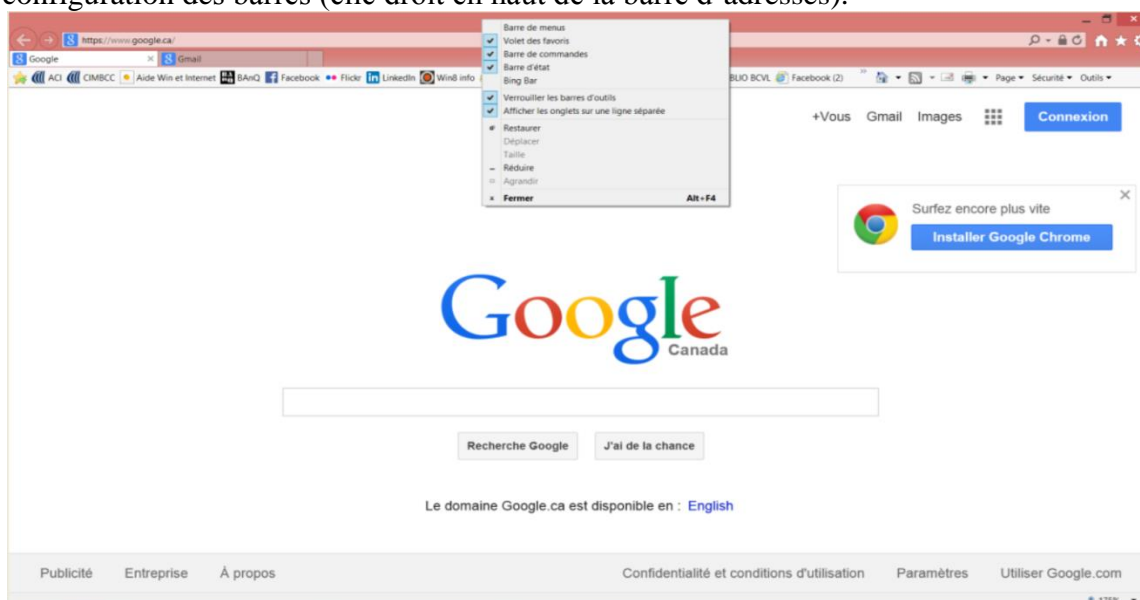 configuration des barres (clic droit en haut de la barre d'adresses).
https://www.google.ca/
Google
Gmail
ACI CIMBCC Aide Win et Internet BAnQ Facebook Flickr LinkedIn Win8 info
BLIO BCVL Facebook (2) Page Sécurité Outils
Barre de menus
Volet des favoris
Barre de commandes
Barre d'état
Bing Bar
Verrouiller les barres d'outils
Afficher les onglets sur une ligne séparée
Restaurer
Déplacer
Taille
Réduire
Agrandir
Fermer Alt+F4
+Vous Gmail Images Connexion
Surfez encore plus vite
Installer Google Chrome
Google
Canada
Recherche Google J'ai de la chance
Le domaine Google.ca est disponible en : English
Publicité Entreprise À propos Confidentialité et conditions d'utilisation Paramètres Utiliser Google.com